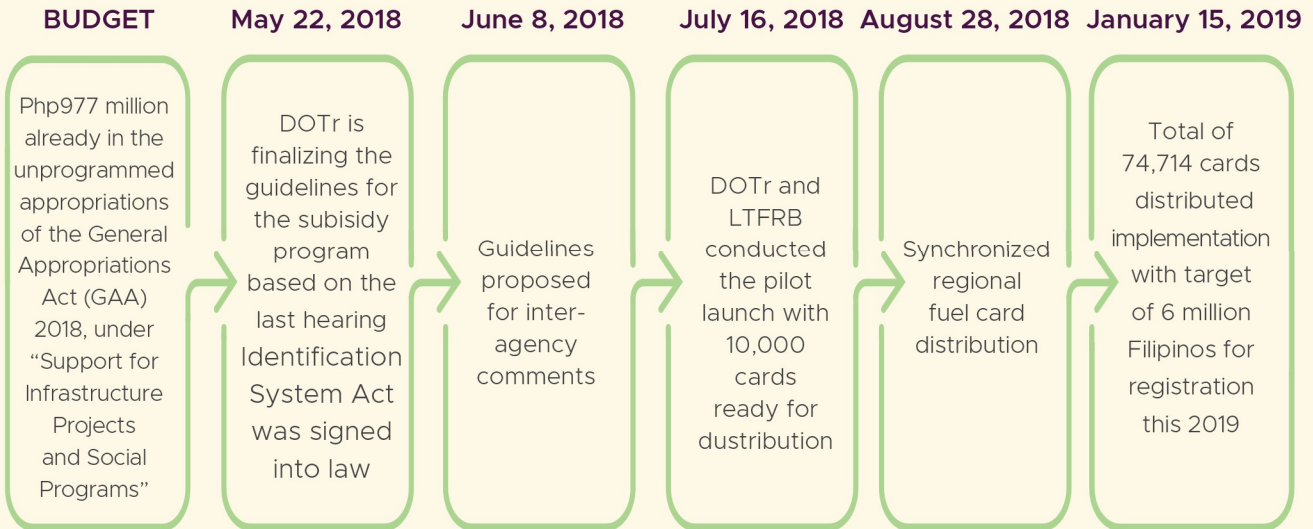 BUDGET
Php977 million
already in the
unprogrammed
appropriations
of the General
Appropriations
Act (GAA)
2018, under
“Support for
Infrastructure
Projects
and Social
Programs”
May 22, 2018
DOTr is
finalizing the
guidelines for
the subisidy
program
based on the
last hearing
Identification
System Act
was signed
into law
June 8, 2018
Guidelines
proposed
for inter-
agency
comments
July 16, 2018
DOTr and
LTFRB
conducted
the pilot
launch with
10,000
cards
ready for
dustribution
August 28, 2018
Synchronized
regional
fuel card
distribution
January 15, 2019
Total of
74,714 cards
distributed
implementation
with target
of 6 million
Filipinos for
registration
this 2019